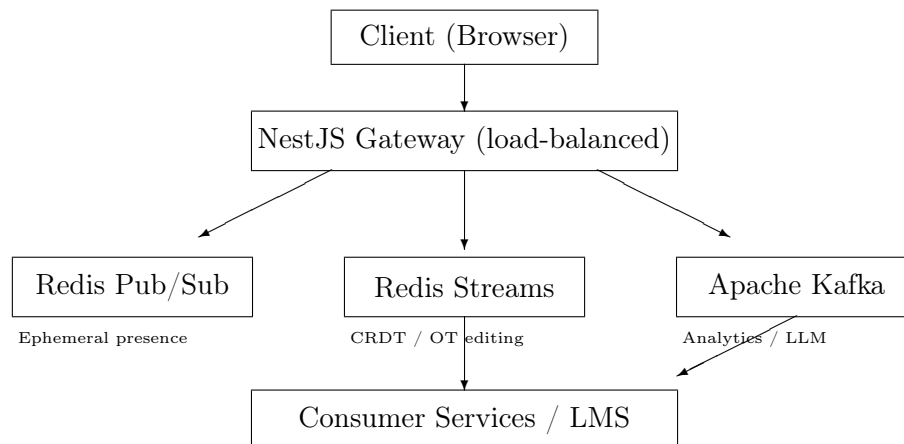 Client (Browser)
NestJS Gateway (load-balanced)
Redis Pub/Sub
Redis Streams
Apache Kafka
Ephemeral presence
CRDT / OT editing
Analytics / LLM
Consumer Services / LMS